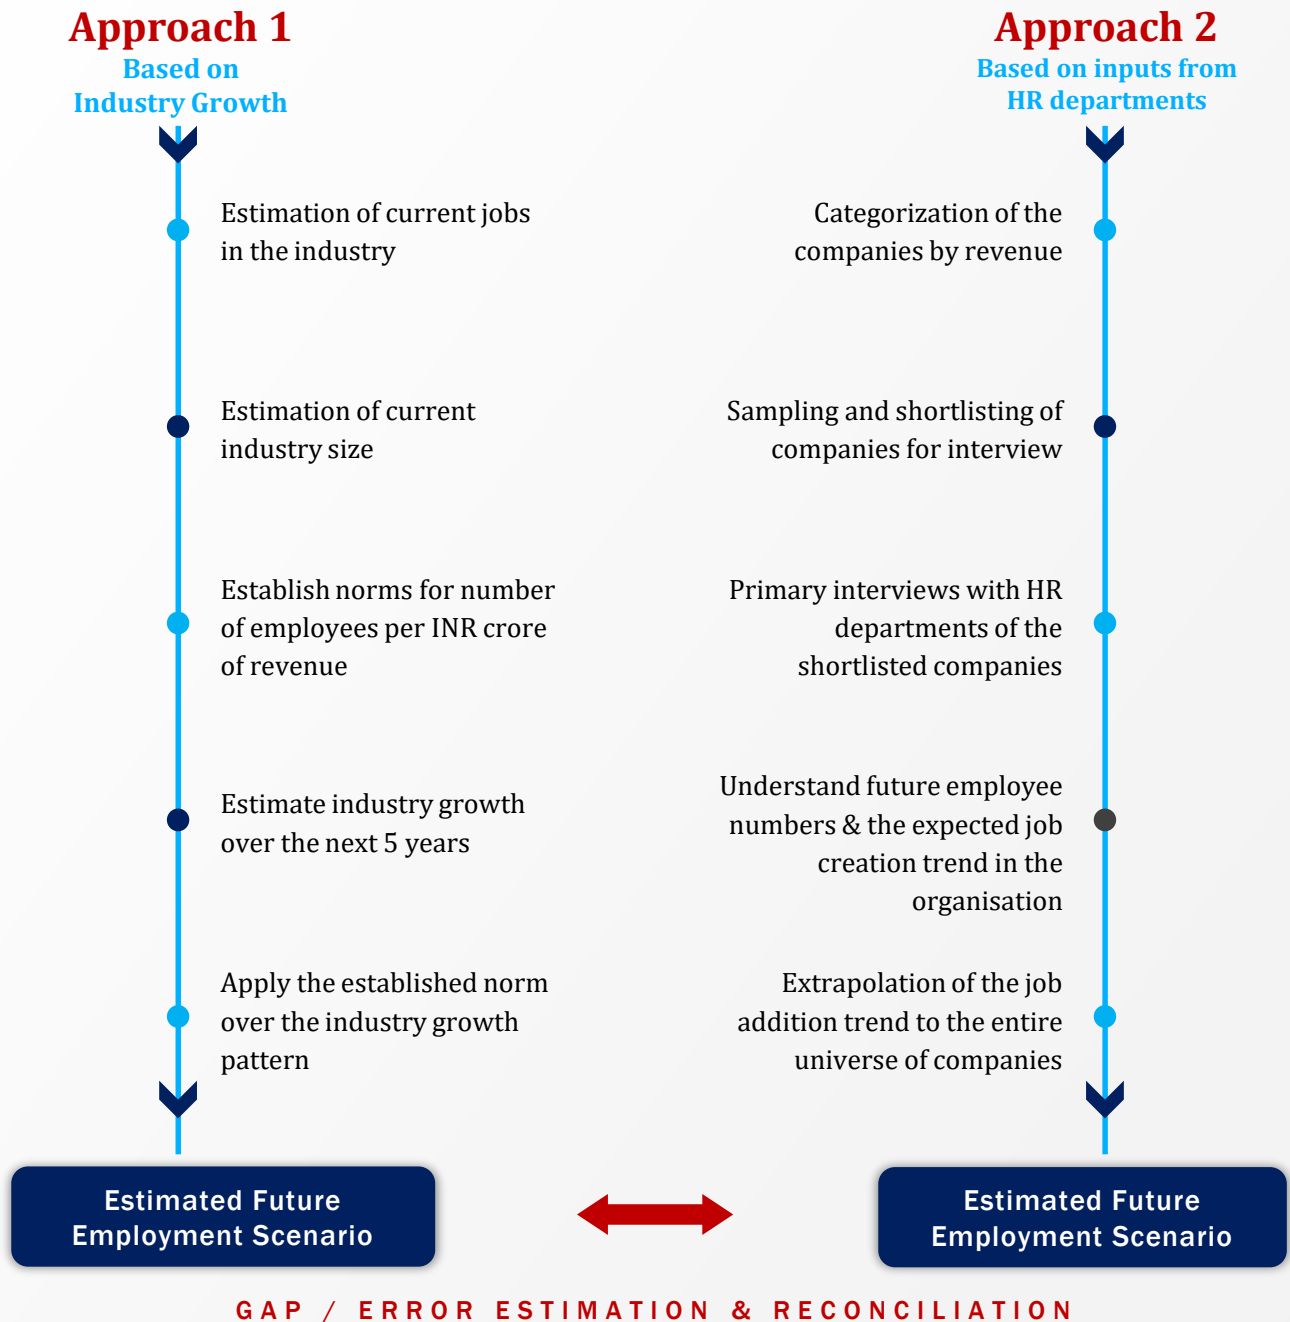 Approach 1
Based on
Industry Growth
Estimation of current jobs
in the industry
Estimation of current
industry size
Establish norms for number
of employees per INR crore
of revenue
Estimate industry growth
over the next 5 years
Apply the established norm
over the industry growth
pattern
Estimated Future
Employment Scenario
Approach 2
Based on inputs from
HR departments
Categorization of the
companies by revenue
Sampling and shortlisting of
companies for interview
Primary interviews with HR
departments of the
shortlisted companies
Understand future employee
numbers & the expected job
creation trend in the
organisation
Extrapolation of the job
addition trend to the entire
universe of companies
Estimated Future
Employment Scenario
GAP / ERROR ESTIMATION & RECONCILIATION